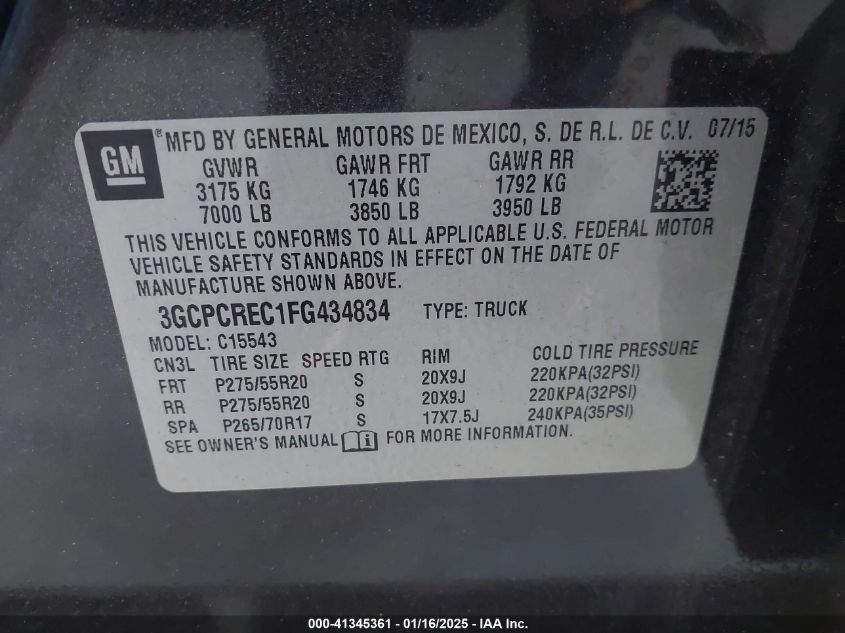 GM
® MFD BY GENERAL MOTORS DE MEXICO, S. DE R.L. DE C.V. 07/15
GVWR GAWR FRT GAWR RR
3175 KG 1746 KG 1792 KG
7000 LB 3850 LB 3950 LB
THIS VEHICLE CONFORMS TO ALL APPLICABLE U.S. FEDERAL MOTOR
VEHICLE SAFETY STANDARDS IN EFFECT ON THE DATE OF
MANUFACTURE SHOWN ABOVE.
3GCPCREC1FG434834 TYPE: TRUCK
MODEL: C15543
CN3L TIRE SIZE SPEED RTG RIM COLD TIRE PRESSURE
FRT P275/55R20 S 20X9J 220KPA(32PSI)
RR P275/55R20 S 20X9J 220KPA(32PSI)
SPA P265/70R17 S 17X7.5J 240KPA(35PSI)
SEE OWNER'S MANUAL i FOR MORE INFORMATION.
000-41345361 - 01/16/2025 - IAA Inc.